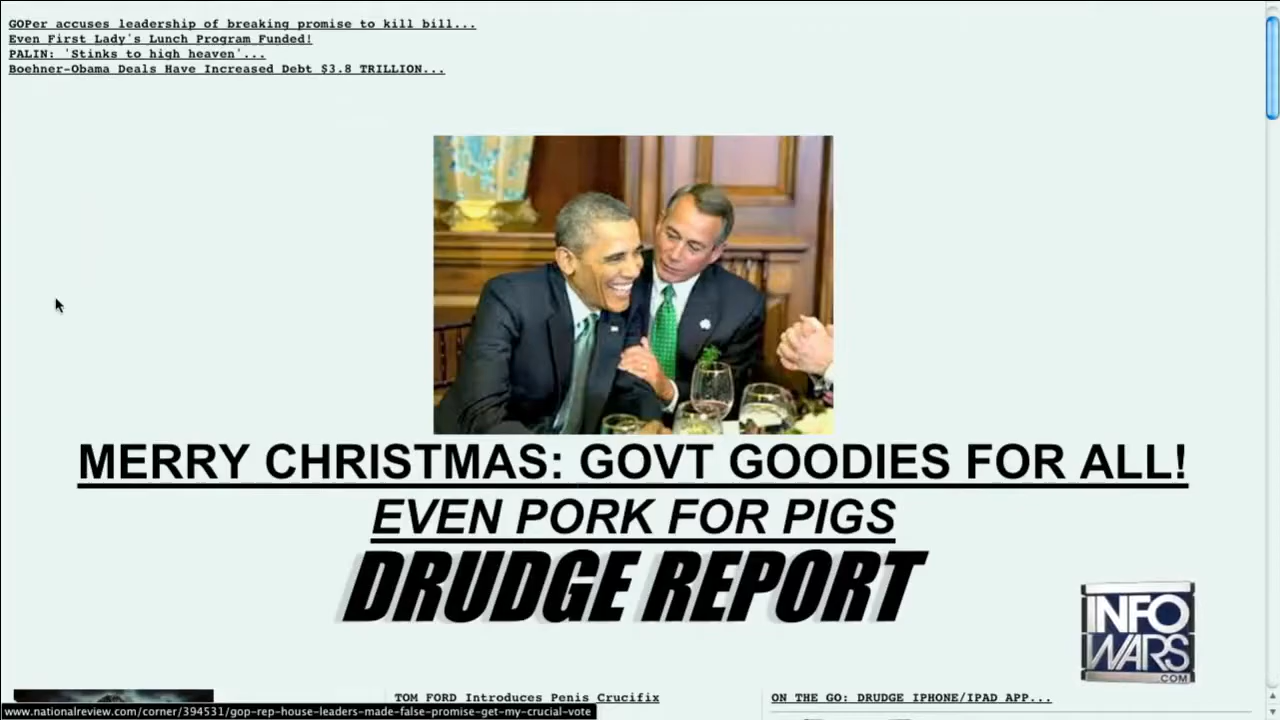 GOPer accuses leadership of breaking promise to kill bill...
Even First Lady's Lunch Program Funded!
PALIN: 'Stinks to high heaven'...
Boehner-Obama Deals Have Increased Debt $3.8 TRILLION...
MERRY CHRISTMAS: GOVT GOODIES FOR ALL!
EVEN PORK FOR PIGS
DRUDGE REPORT
INFO
WARS
.COM
TOM FORD Introduces Penis Crucifix
ON THE GO: DRUDGE IPHONE/IPAD APP...
www.nationalreview.com/corner/394531/gop-rep-house-leaders-made-false-promise-get-my-crucial-vote